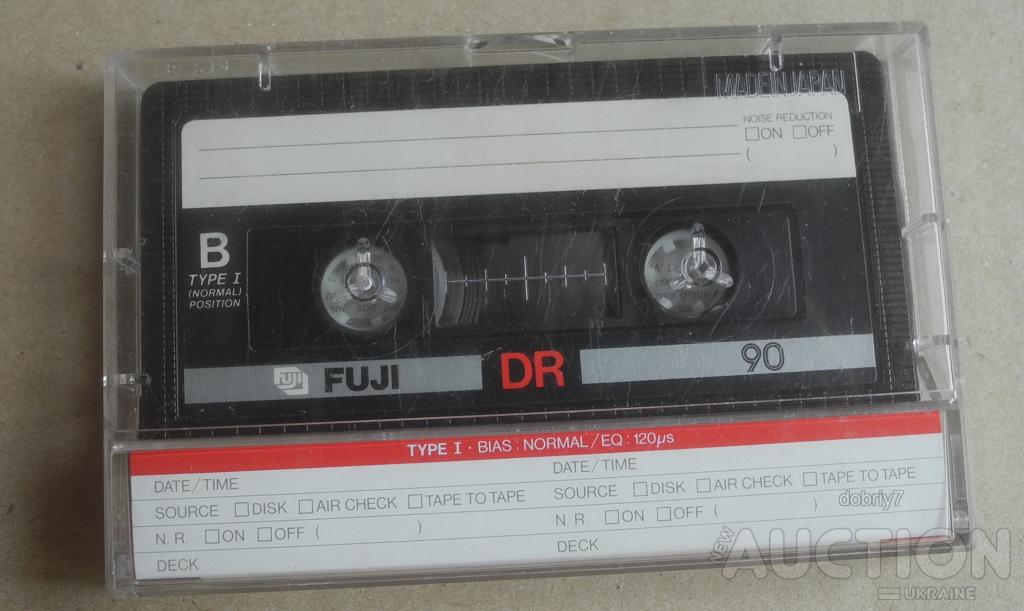 MADE IN JAPAN
NOISE REDUCTION
☐ON ☐OFF
( )
B
TYPE I
(NORMAL)
POSITION
FUJI FUJI DR 90
TYPE I · BIAS : NORMAL / EQ : 120µs
DATE / TIME
SOURCE ☐DISK ☐AIR CHECK ☐TAPE TO TAPE
N. R. ☐ON ☐OFF ( )
DECK
DATE / TIME
SOURCE ☐DISK ☐AIR CHECK ☐TAPE TO TAPE
N. R. ☐ON ☐OFF ( )
DECK
dobriy7
NEW AUCTION
UKRAINE